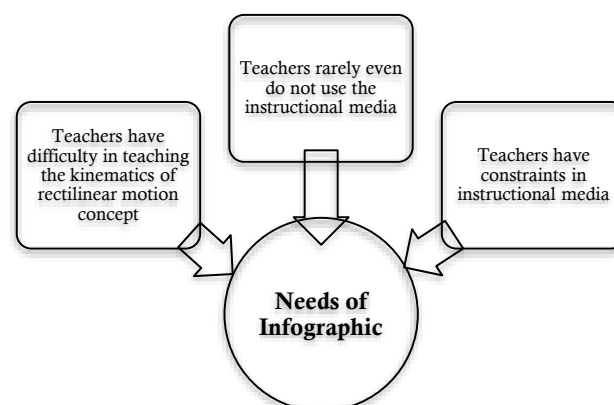 Teachers rarely even
do not use the
instructional media
Teachers have
difficulty in teaching
the kinematics of
rectilinear motion
concept
Teachers have
constraints in
instructional media
Needs of
Infographic